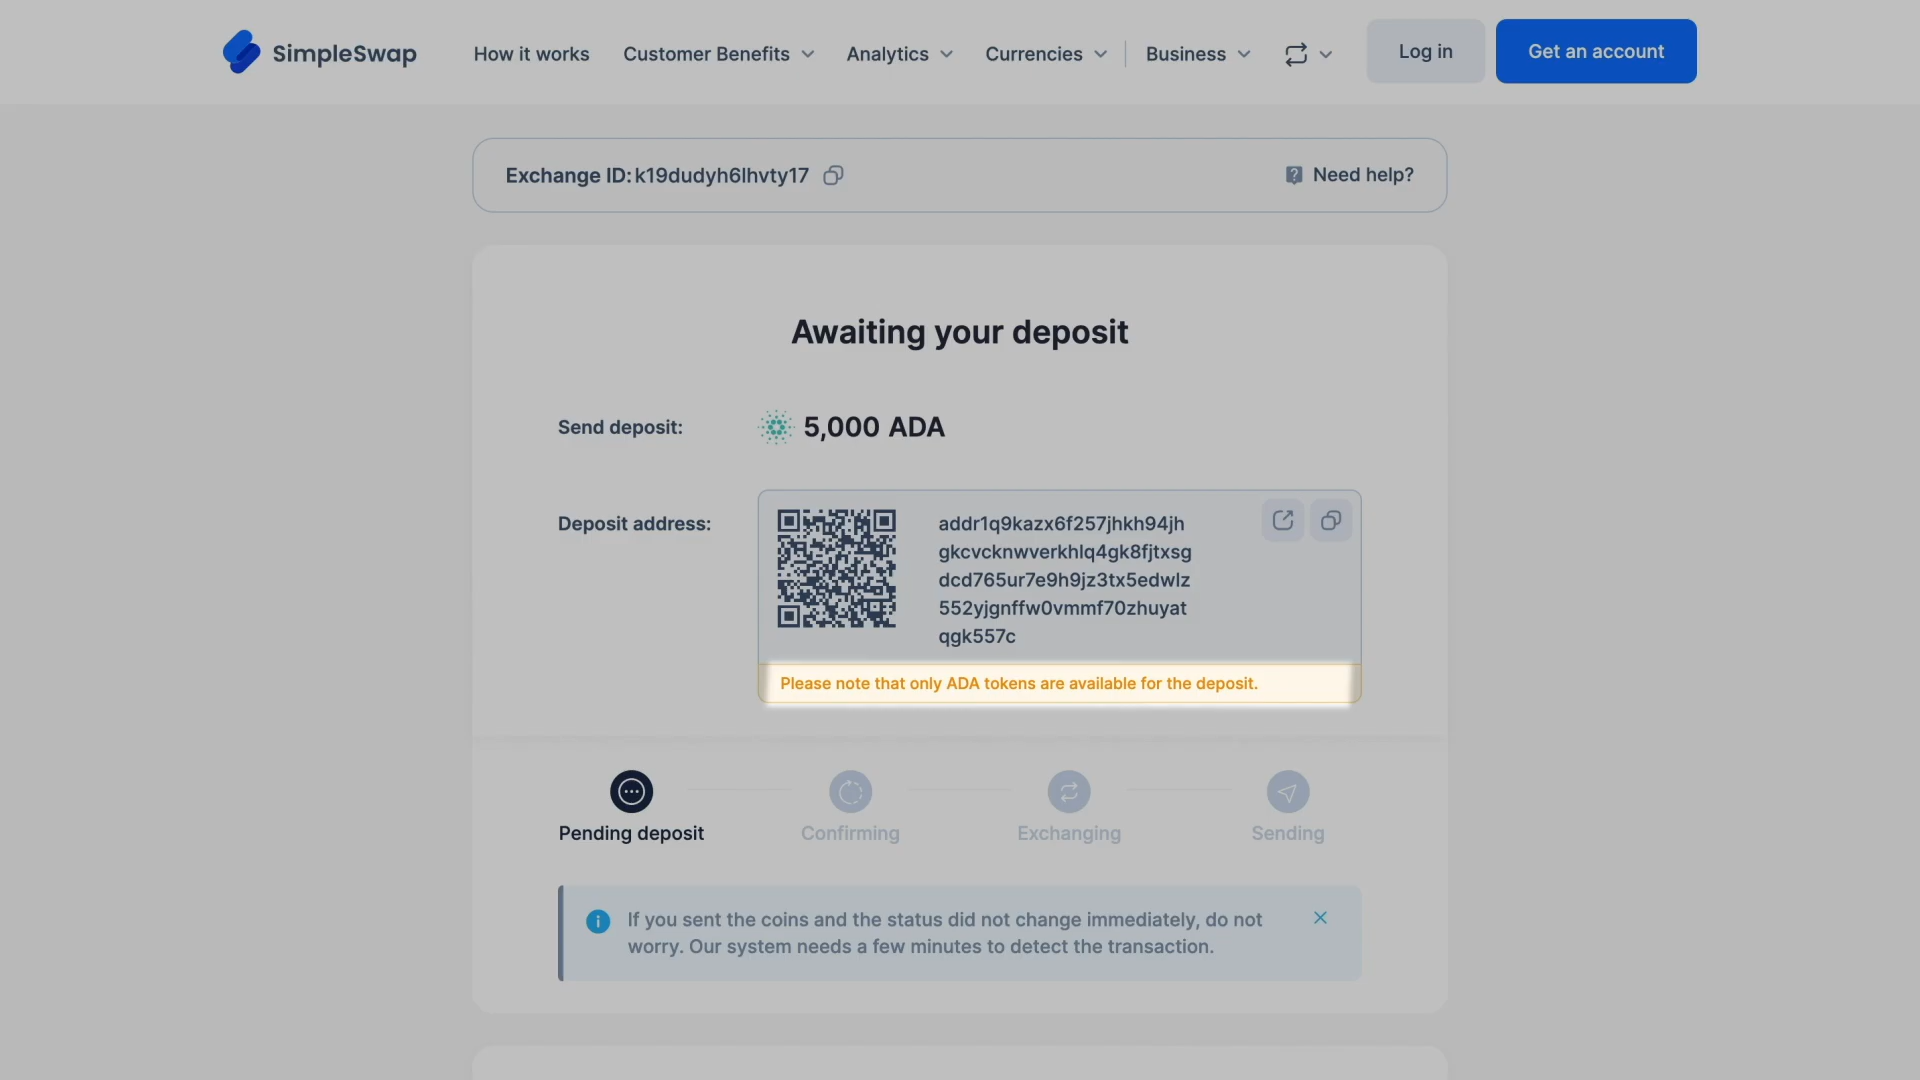 SimpleSwap
How it works
Customer Benefits
Analytics
Currencies
Business
Log in
Get an account
Exchange ID: k19dudyh6lhvty17
Need help?
Awaiting your deposit
Send deposit:
5,000 ADA
Deposit address:
addr1q9kazx6f257jhkh94jh
gkcvcknwverkhlq4gk8fjtxsg
dcd765ur7e9h9jz3tx5edwlz
552yjgnffw0vmmf70zhuyat
qgk557c
Please note that only ADA tokens are available for the deposit.
Pending deposit
Confirming
Exchanging
Sending
If you sent the coins and the status did not change immediately, do not
worry. Our system needs a few minutes to detect the transaction.